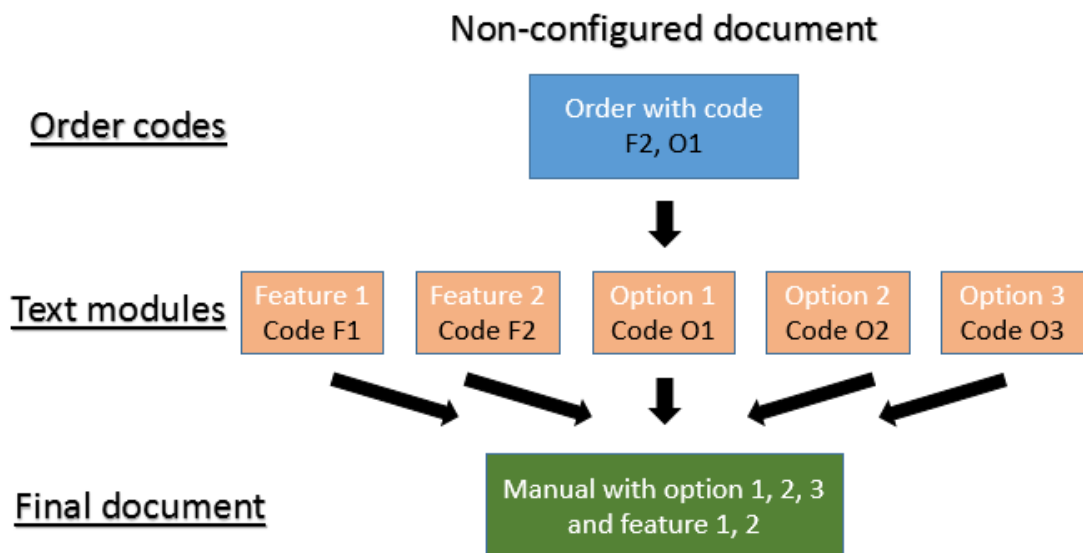 Non-configured document
Order codes
Order with code
F2, O1
Text modules
Feature 1
Code F1
Feature 2
Code F2
Option 1
Code O1
Option 2
Code O2
Option 3
Code O3
Final document
Manual with option 1, 2, 3
and feature 1, 2